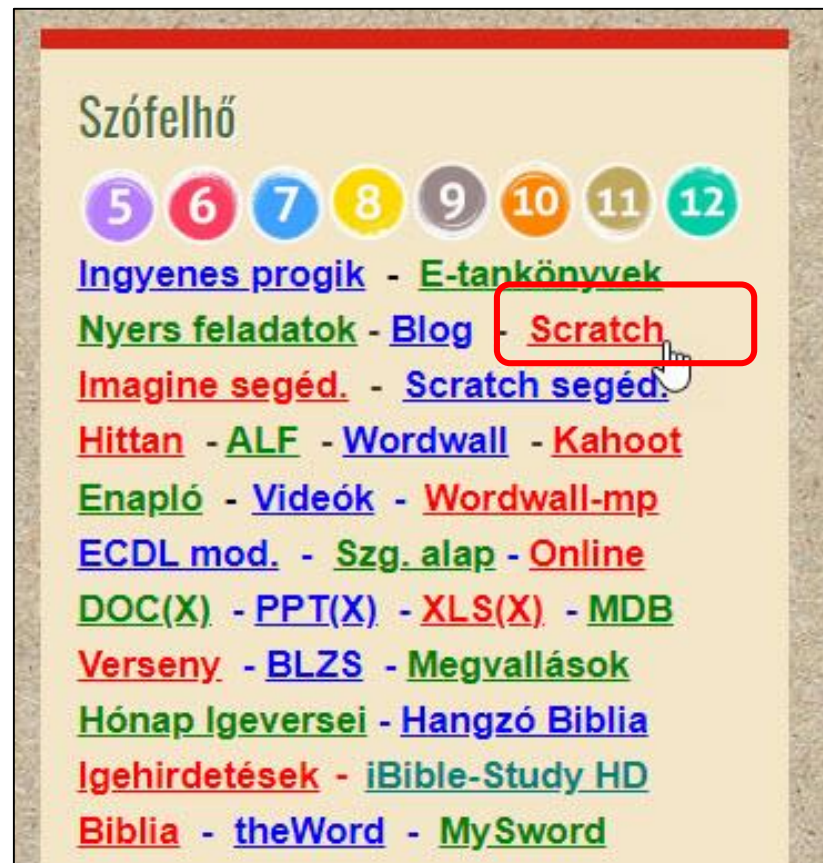 Szófelhő
5 6 7 8 9 10 11 12
Ingyenes progik - E-tankönyvek
Nyers feladatok - Blog - Scratch
Imagine segéd. - Scratch segéd.
Hittan - ALF - Wordwall - Kahoot
Enapló - Videók - Wordwall-mp
ECDL mod. - Szg. alap - Online
DOC(X) - PPT(X) - XLS(X) - MDB
Verseny - BLZS - Megvallások
Hónap Igeversei - Hangzó Biblia
Igehirdetések - iBible-Study HD
Biblia - theWord - MySword